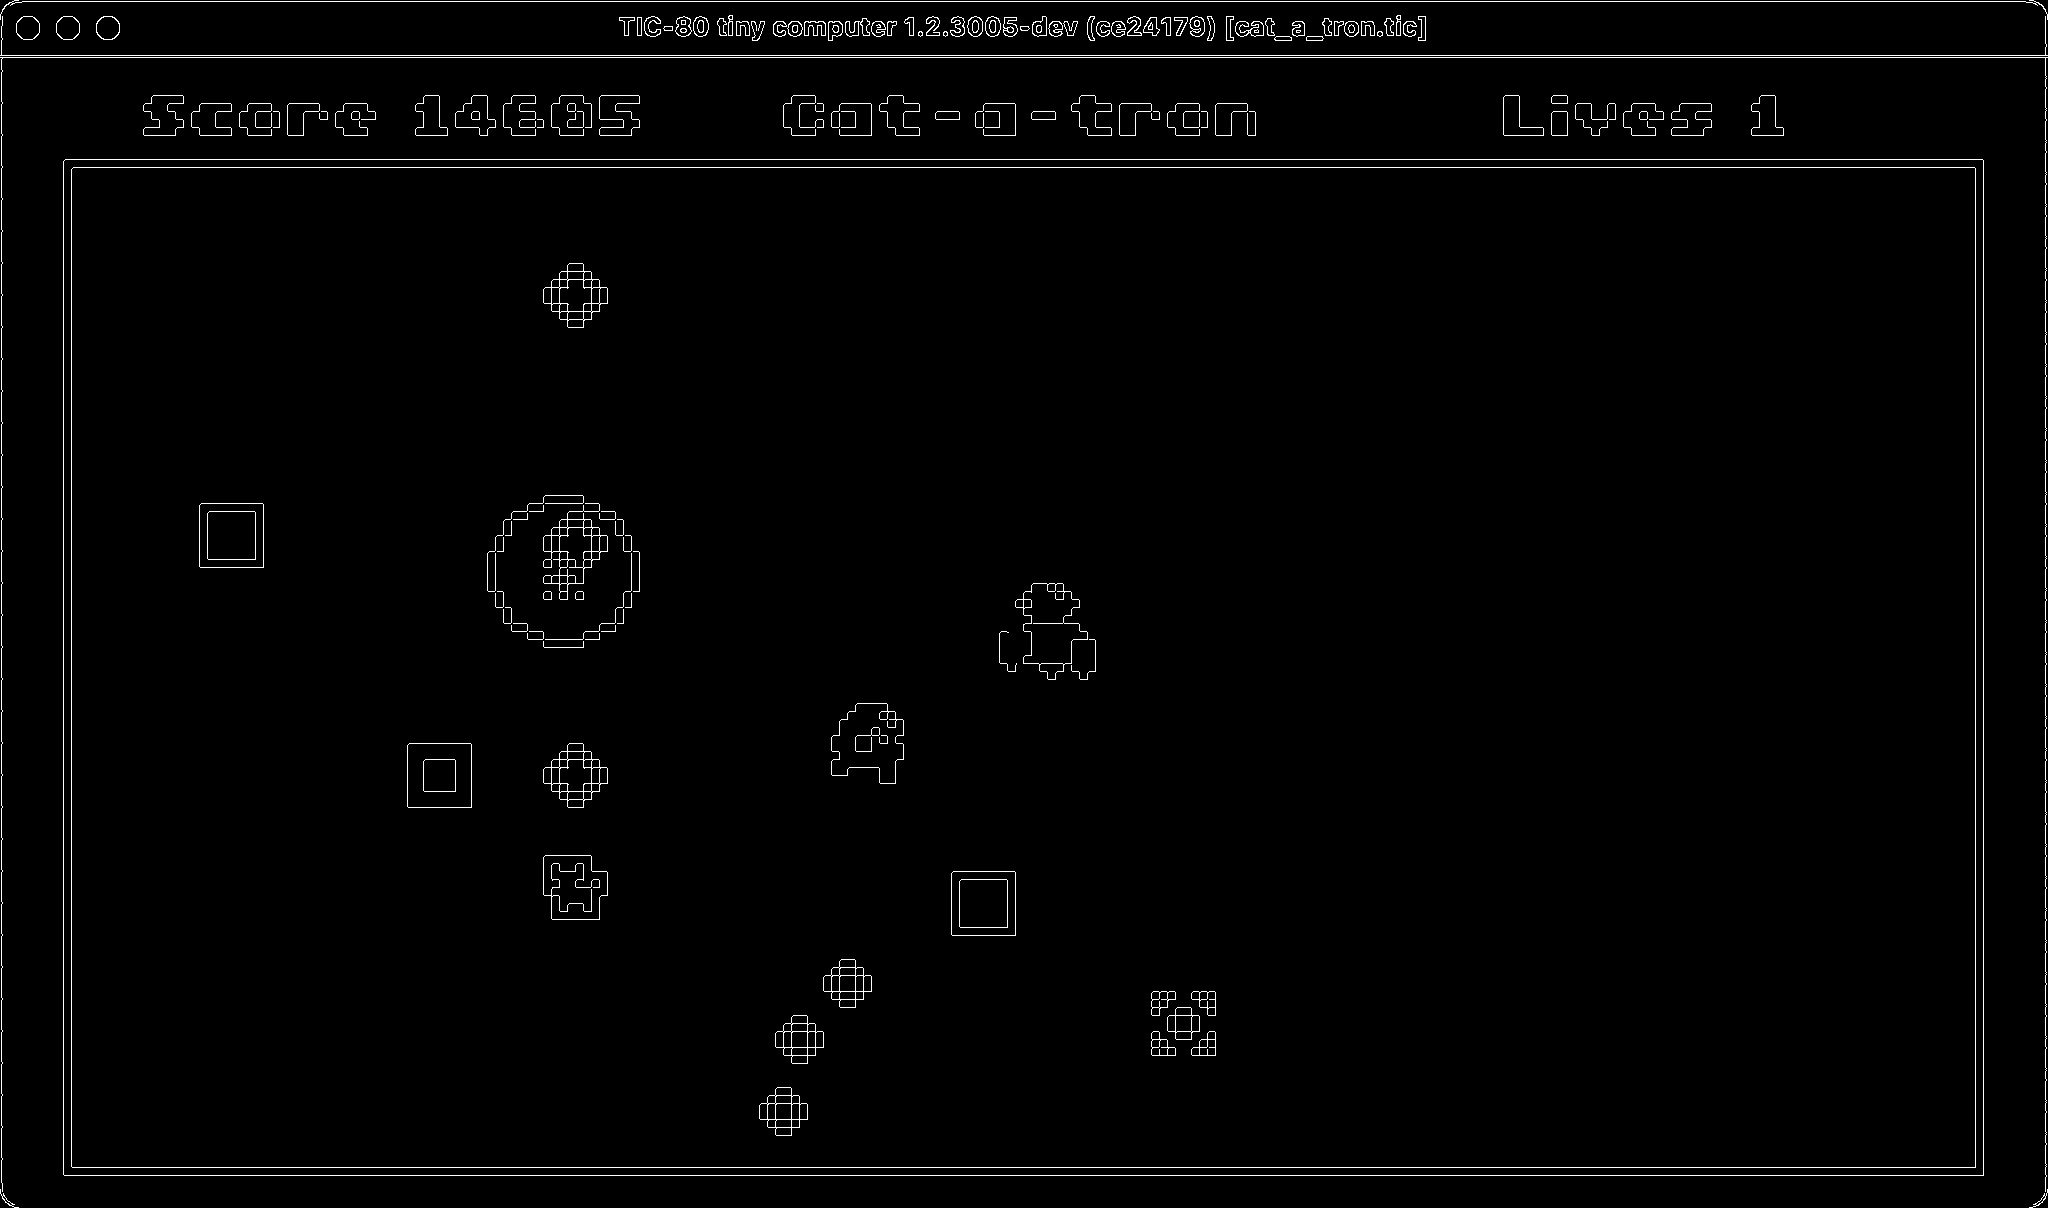 TIC-80 tiny computer 1.2.3005-dev (ce24179) [cat_a_tron.tic]
Score 14605 Cat-a-tron Lives 1